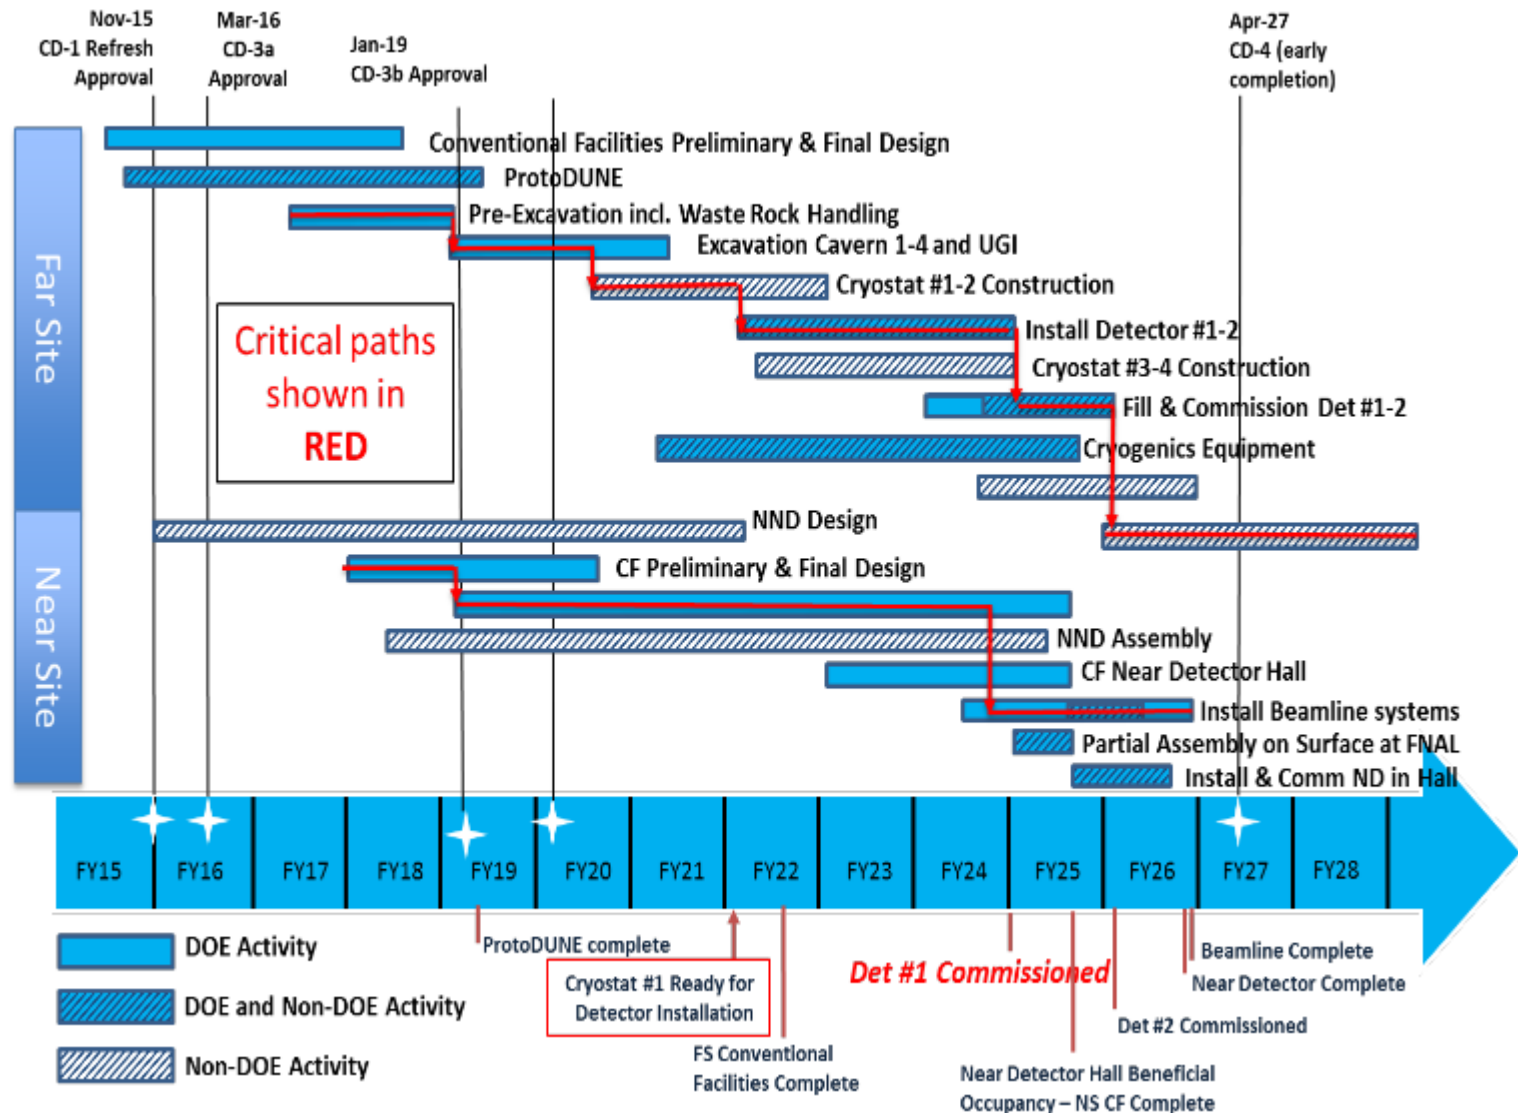 Nov-15
CD-1 Refresh
Approval
Mar-16
CD-3a
Approval
Jan-19
CD-3b Approval
Apr-27
CD-4 (early
completion)
Far Site
Conventional Facilities Preliminary & Final Design
ProtoDUNE
Pre-Excavation incl. Waste Rock Handling
Excavation Cavern 1-4 and UGI
Cryostat #1-2 Construction
Critical paths
shown in
RED
Install Detector #1-2
Cryostat #3-4 Construction
Fill & Commission Det #1-2
Cryogenics Equipment
Near Site
NND Design
CF Preliminary & Final Design
NND Assembly
CF Near Detector Hall
Install Beamline systems
Partial Assembly on Surface at FNAL
Install & Comm ND in Hall
FY15 FY16 FY17 FY18 FY19 FY20 FY21 FY22 FY23 FY24 FY25 FY26 FY27 FY28
DOE Activity
DOE and Non-DOE Activity
Non-DOE Activity
ProtoDUNE complete
Cryostat #1 Ready for
Detector Installation
FS Conventional
Facilities Complete
Det #1 Commissioned
Near Detector Hall Beneficial
Occupancy – NS CF Complete
Det #2 Commissioned
Beamline Complete
Near Detector Complete